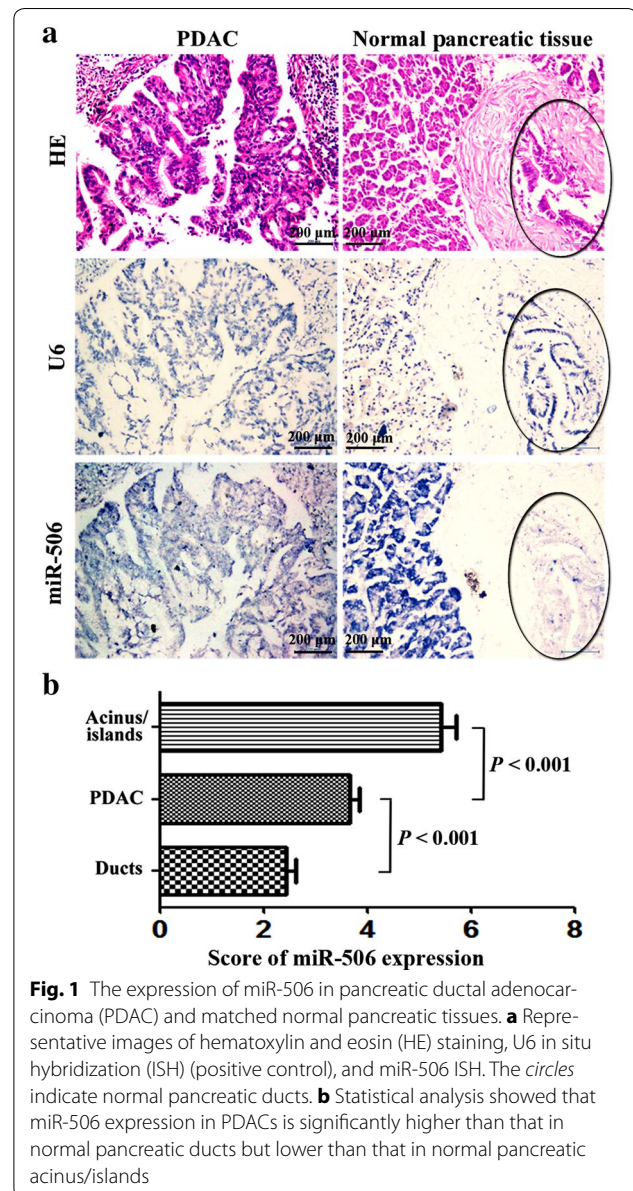 a
PDAC Normal pancreatic tissue
HE
200 µm 200 µm
U6
200 µm 200 µm
miR-506
200 µm 200 µm
b
Acinus/
islands
P < 0.001
PDAC
P < 0.001
Ducts
0 2 4 6 8
Score of miR-506 expression
Fig. 1 The expression of miR-506 in pancreatic ductal adenocar-
cinoma (PDAC) and matched normal pancreatic tissues. a Repre-
sentative images of hematoxylin and eosin (HE) staining, U6 in situ
hybridization (ISH) (positive control), and miR-506 ISH. The circles
indicate normal pancreatic ducts. b Statistical analysis showed that
miR-506 expression in PDACs is significantly higher than that in
normal pancreatic ducts but lower than that in normal pancreatic
acinus/islands